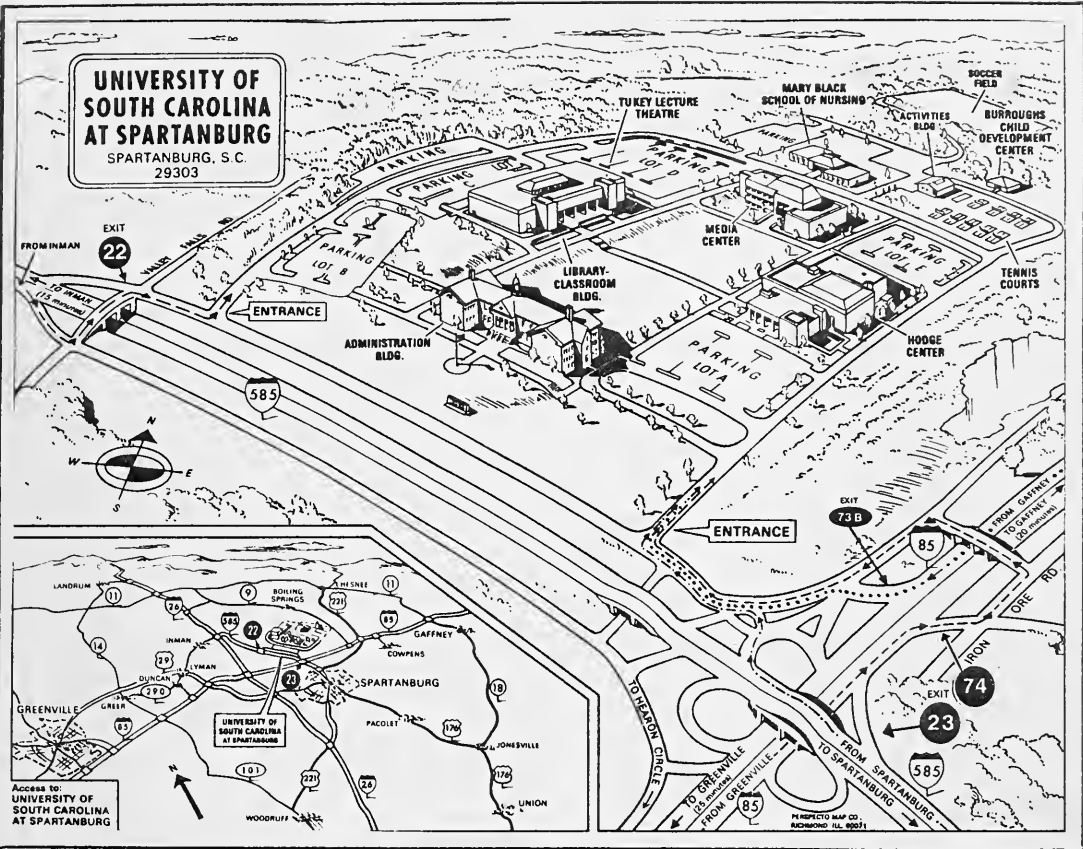 UNIVERSITY OF
SOUTH CAROLINA
AT SPARTANBURG
SPARTANBURG, S.C.
29303
TUKEY LECTURE
THEATRE
MARY BLACK
SCHOOL OF NURSING
SOCCER
FIELD
ACTIVITIES
BLDG
BURROUGHS
CHILD
DEVELOPMENT
CENTER
PARKING
PARKING
LOT
C
PARKING
LOT D
PARKING
MEDIA
CENTER
PARKING
LOT E
TENNIS
COURTS
FROM INMAN
EXIT
22
TO INMAN
(15 minutes)
VALLEY FALLS RD
PARKING
LOT B
ENTRANCE
LIBRARY-
CLASSROOM
BLDG.
ADMINISTRATION
BLDG.
PARKING
LOT A
HODGE
CENTER
585
N
W
E
S
EXIT
73 B
ENTRANCE
85
FROM GAFFNEY
TO GAFFNEY
(20 minutes)
IRON ORE RD
74
EXIT
23
585
TO HEARON CIRCLE
TO GREENVILLE
(25 minutes)
FROM GREENVILLE
85
FROM SPARTANBURG
TO SPARTANBURG
PERSPECTO MAP CO.
RICHMOND ILL. 60071
LANDRUM
11
26
9
BOILING
SPRINGS
221
11
585
22
85
GAFFNEY
COWPENS
14
INMAN
29
LYMAN
DUNCAN
290
GREER
23
SPARTANBURG
18
GREENVILLE
85
UNIVERSITY OF
SOUTH CAROLINA
AT SPARTANBURG
PACOLET
176
JONESVILLE
N
101
221
26
176
WOODRUFF
UNION
Access to:
UNIVERSITY OF
SOUTH CAROLINA
AT SPARTANBURG